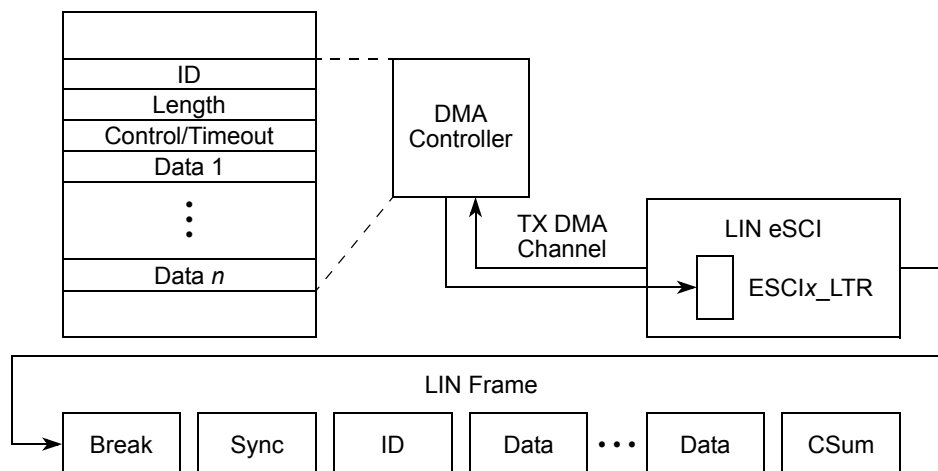 ID
Length
Control/Timeout
Data 1
Data n
DMA
Controller
TX DMA
Channel
LIN eSCI
ESCIx_LTR
LIN Frame
Break
Sync
ID
Data
Data
CSum